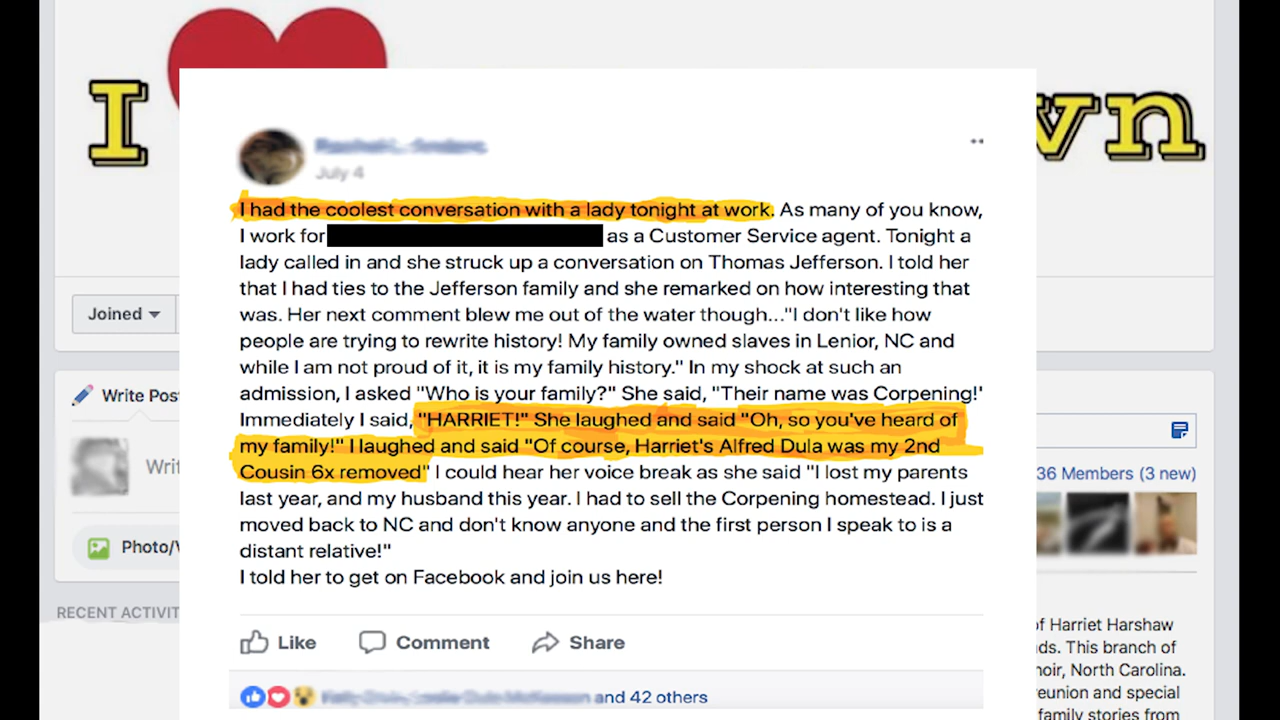 I
wn
July 4
I had the coolest conversation with a lady tonight at work. As many of you know,
I work for as a Customer Service agent. Tonight a
lady called in and she struck up a conversation on Thomas Jefferson. I told her
that I had ties to the Jefferson family and she remarked on how interesting that
was. Her next comment blew me out of the water though..."I don't like how
people are trying to rewrite history! My family owned slaves in Lenior, NC and
while I am not proud of it, it is my family history." In my shock at such an
admission, I asked "Who is your family?" She said, "Their name was Corpening!'
Immediately I said, "HARRIET!" She laughed and said "Oh, so you've heard of
my family!" I laughed and said "Of course, Harriet's Alfred Dula was my 2nd
Cousin 6x removed" I could hear her voice break as she said "I lost my parents
last year, and my husband this year. I had to sell the Corpening homestead. I just
moved back to NC and don't know anyone and the first person I speak to is a
distant relative!"
I told her to get on Facebook and join us here!
Like Comment Share
and 42 others
Joined
Write Pos
Writ
Photo/V
RECENT ACTIVIT
36 Members (3 new)
of Harriet Harshaw
ds. This branch of
noir, North Carolina.
reunion and special
family stories from